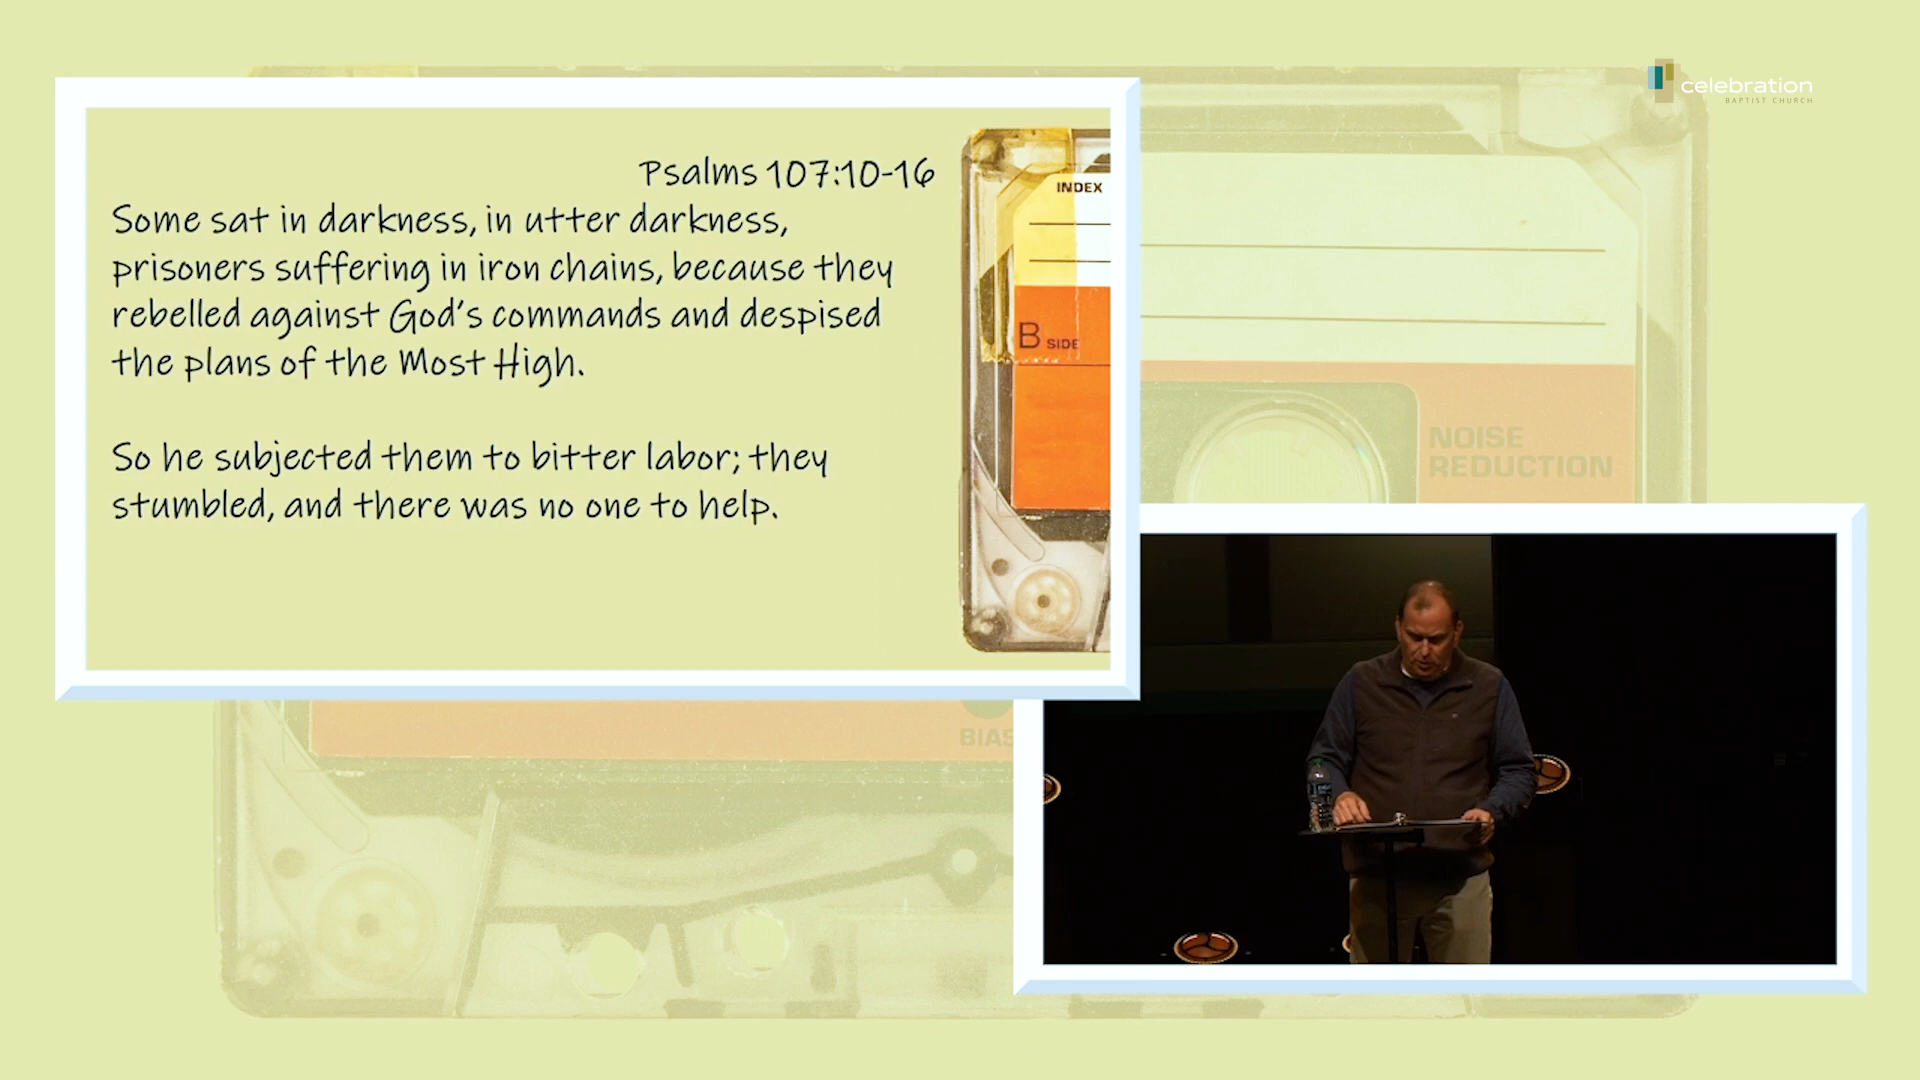 celebration
BAPTIST CHURCH
Psalms 107:10-16
Some sat in darkness, in utter darkness,
prisoners suffering in iron chains, because they
rebelled against God's commands and despised
the plans of the Most High.
So he subjected them to bitter labor; they
stumbled, and there was no one to help.
INDEX
B SIDE
NOISE
REDUCTION
BIAS